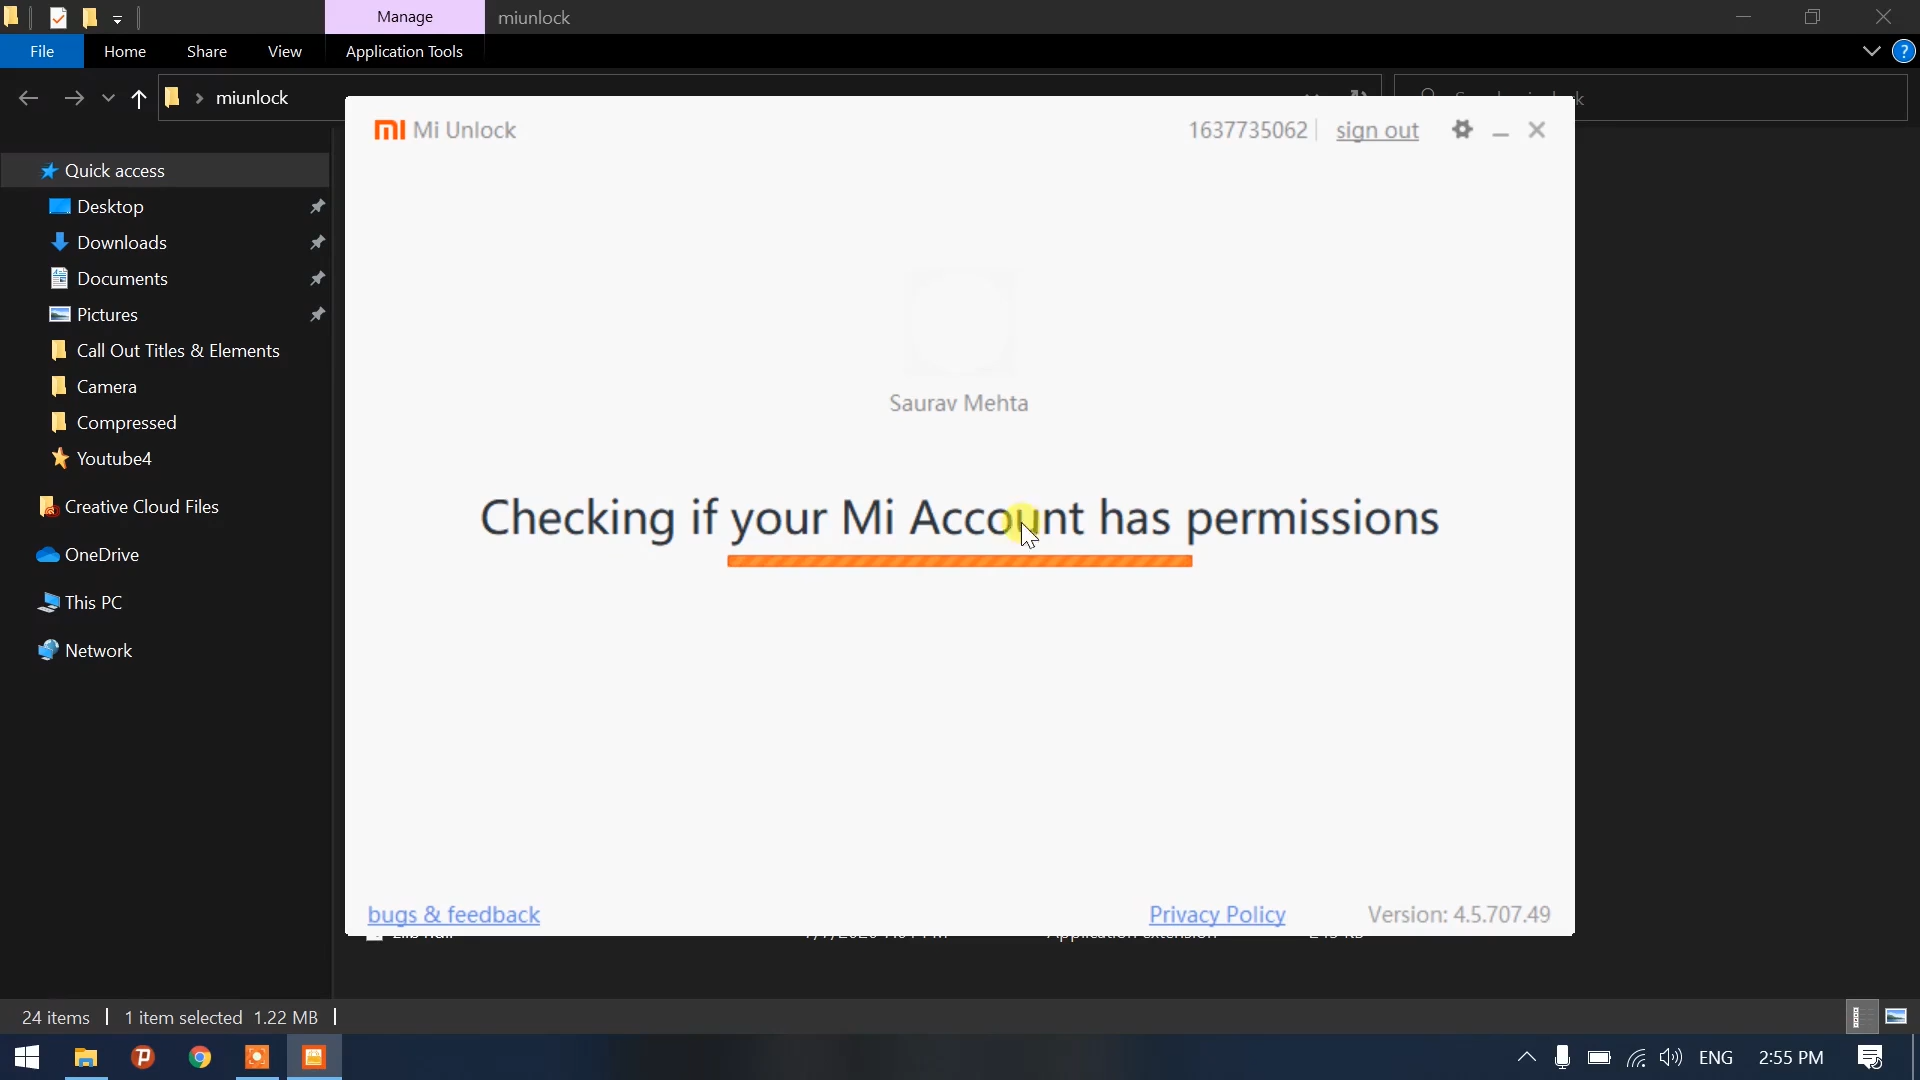 Manage
miunlock
File
Home
Share
View
Application Tools
miunlock
mi Mi Unlock
1637735062
sign out
Quick access
Desktop
Downloads
Documents
Pictures
Call Out Titles & Elements
Camera
Compressed
Youtube4
Creative Cloud Files
OneDrive
This PC
Network
Saurav Mehta
Checking if your Mi Account has permissions
bugs & feedback
Privacy Policy
Version: 4.5.707.49
24 items
1 item selected 1.22 MB
ENG
2:55 PM